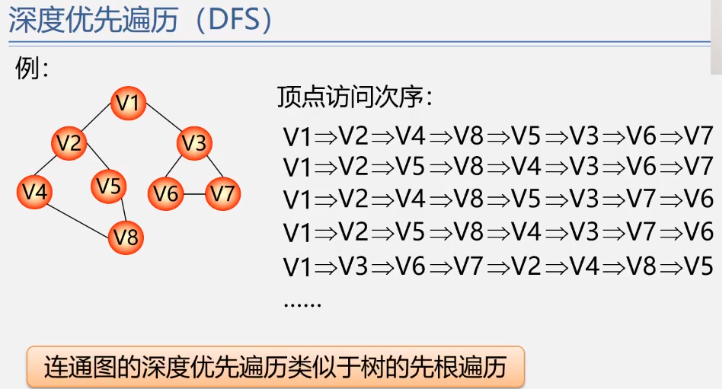 深度优先遍历（DFS）
例：
V1
V2
V3
V4
V5
V6
V7
V8
顶点访问次序：
V1⇒V2⇒V4⇒V8⇒V5⇒V3⇒V6⇒V7
V1⇒V2⇒V5⇒V8⇒V4⇒V3⇒V6⇒V7
V1⇒V2⇒V4⇒V8⇒V5⇒V3⇒V7⇒V6
V1⇒V2⇒V5⇒V8⇒V4⇒V3⇒V7⇒V6
V1⇒V3⇒V6⇒V7⇒V2⇒V4⇒V8⇒V5
......
连通图的深度优先遍历类似于树的先根遍历